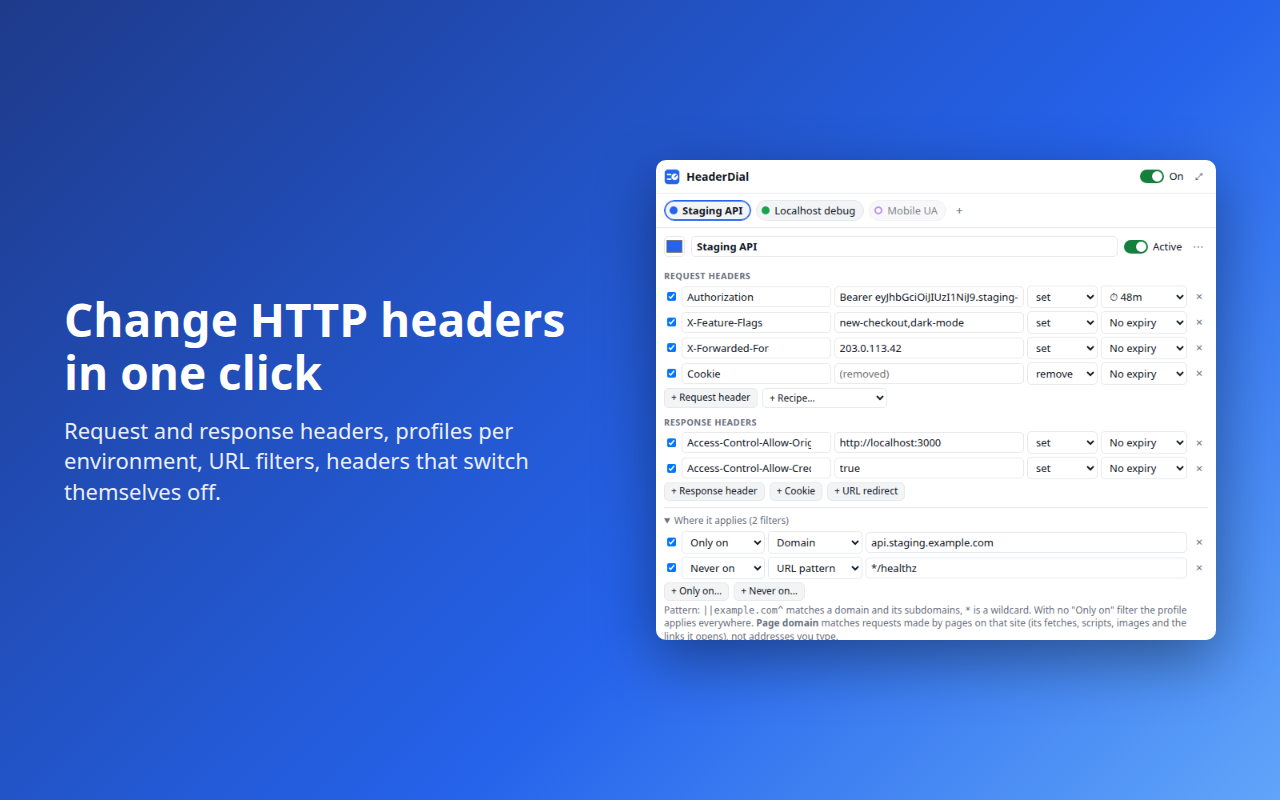 Change HTTP headers
in one click
Request and response headers, profiles per
environment, URL filters, headers that switch
themselves off.
HeaderDial On
Staging API Localhost debug Mobile UA +
Staging API Active ...
REQUEST HEADERS
Authorization Bearer eyJhbGciOiJIUzI1NiJ9.staging- set ⏱ 48m ×
X-Feature-Flags new-checkout,dark-mode set No expiry ×
X-Forwarded-For 203.0.113.42 set No expiry ×
Cookie (removed) remove No expiry ×
+ Request header + Recipe...
RESPONSE HEADERS
Access-Control-Allow-Orig http://localhost:3000 set No expiry ×
Access-Control-Allow-Cred true set No expiry ×
+ Response header + Cookie + URL redirect
▼ Where it applies (2 filters)
Only on Domain api.staging.example.com ×
Never on URL pattern */healthz ×
+ Only on... + Never on...
Pattern: ||example.com^ matches a domain and its subdomains, * is a wildcard. With no "Only on" filter the profile
applies everywhere. Page domain matches requests made by pages on that site (its fetches, scripts, images and the
links it opens), not addresses you type.